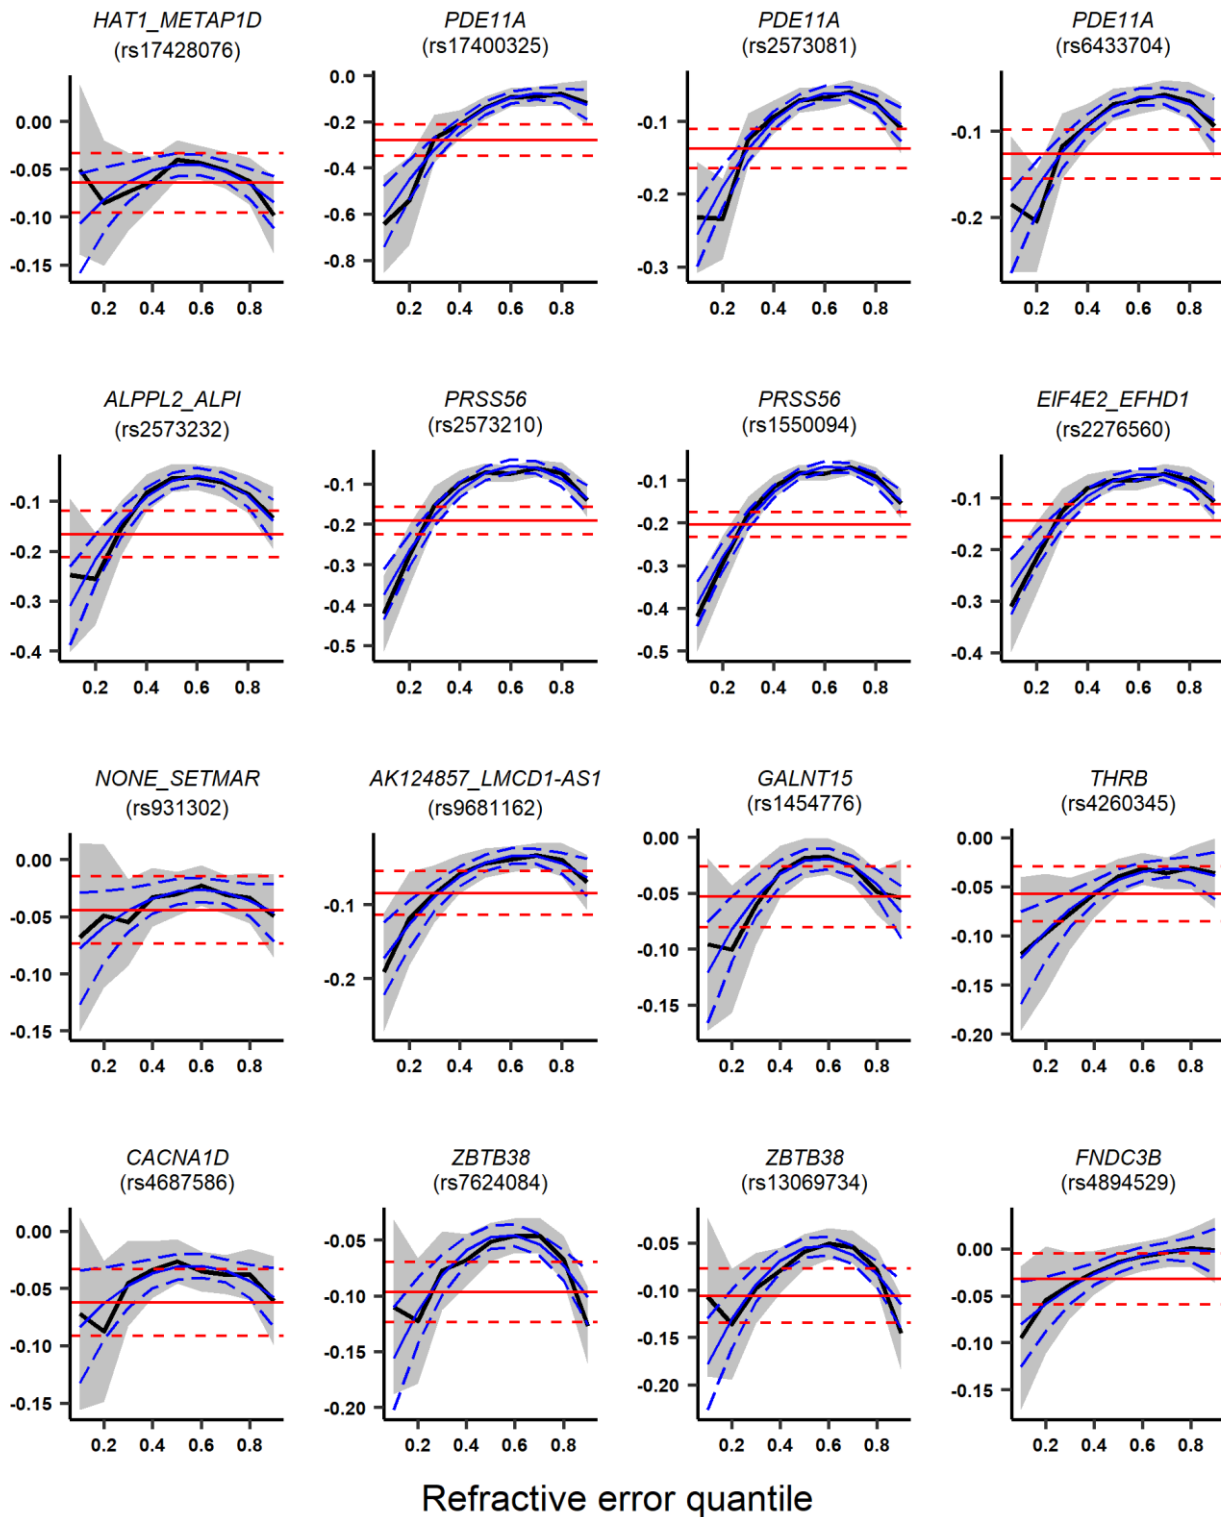 HAT1_METAP1D PDE11A PDE11A PDE11A
(rs17428076) (rs17400325) (rs2573081) (rs6433704)
0.00 0.0 -0.1 -0.1
-0.05 -0.2 -0.2 -0.2
-0.10 -0.4 -0.3
-0.15 -0.6
-0.8
0.2 0.4 0.6 0.8 0.2 0.4 0.6 0.8 0.2 0.4 0.6 0.8 0.2 0.4 0.6 0.8
ALPPL2_ALPI PRSS56 PRSS56 EIF4E2_EFHD1
(rs2573232) (rs2573210) (rs1550094) (rs2276560)
-0.1 -0.1 -0.1 -0.1
-0.2 -0.2 -0.2 -0.2
-0.3 -0.3 -0.3 -0.3
-0.4 -0.4 -0.4 -0.4
-0.5 -0.5
0.2 0.4 0.6 0.8 0.2 0.4 0.6 0.8 0.2 0.4 0.6 0.8 0.2 0.4 0.6 0.8
NONE_SETMAR AK124857_LMCD1-AS1 GALNT15 THRB
(rs931302) (rs9681162) (rs1454776) (rs4260345)
0.00 -0.1 0.00 0.00
-0.05 -0.2 -0.05 -0.05
-0.10 -0.10 -0.10
-0.15 -0.15 -0.15
-0.20
0.2 0.4 0.6 0.8 0.2 0.4 0.6 0.8 0.2 0.4 0.6 0.8 0.2 0.4 0.6 0.8
CACNA1D ZBTB38 ZBTB38 FNDC3B
(rs4687586) (rs7624084) (rs13069734) (rs4894529)
0.00 -0.05 -0.05 0.00
-0.05 -0.10 -0.10 -0.05
-0.10 -0.15 -0.15 -0.10
-0.15 -0.20 -0.20 -0.15
0.2 0.4 0.6 0.8 0.2 0.4 0.6 0.8 0.2 0.4 0.6 0.8 0.2 0.4 0.6 0.8
Refractive error quantile